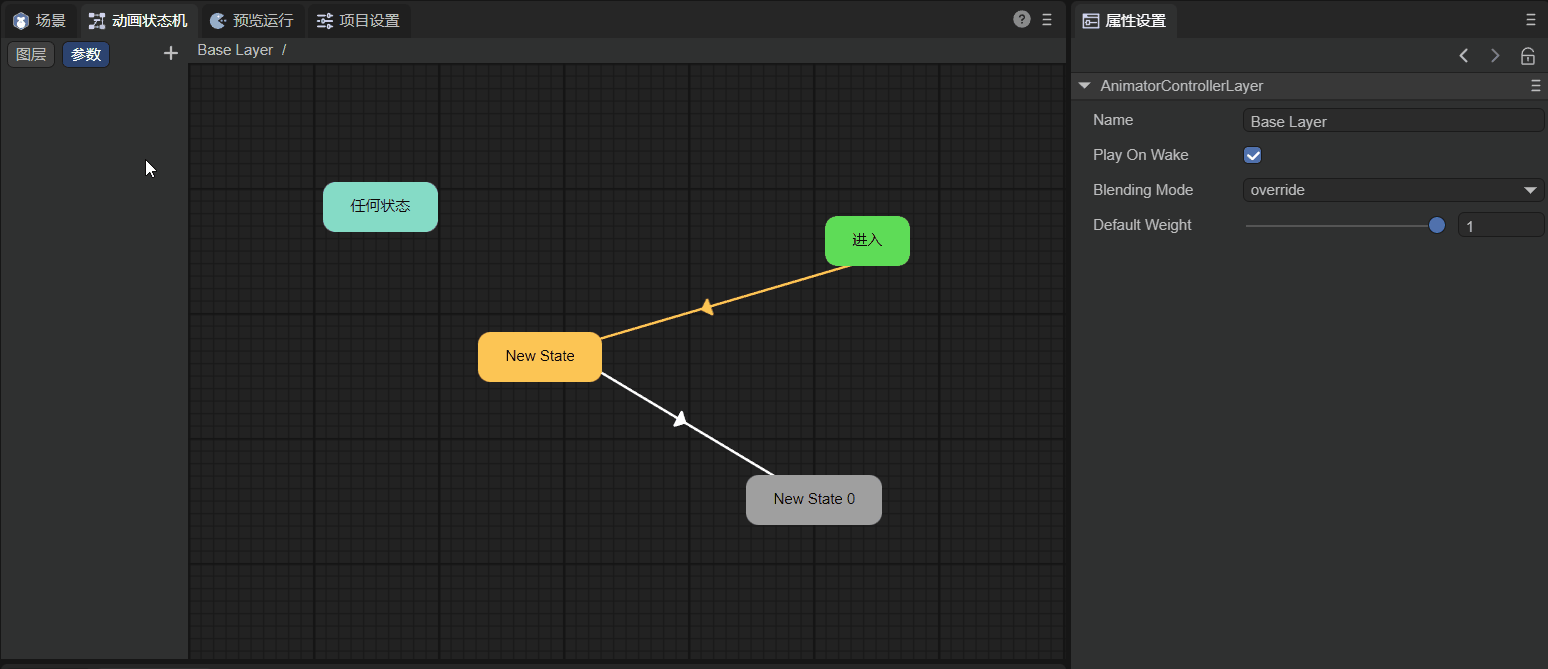 场景 动画状态机 预览运行 项目设置 ?
图层 参数 +
Base Layer /
任何状态
进入
New State
New State 0
属性设置
AnimatorControllerLayer
Name Base Layer
Play On Wake
Blending Mode override
Default Weight 1